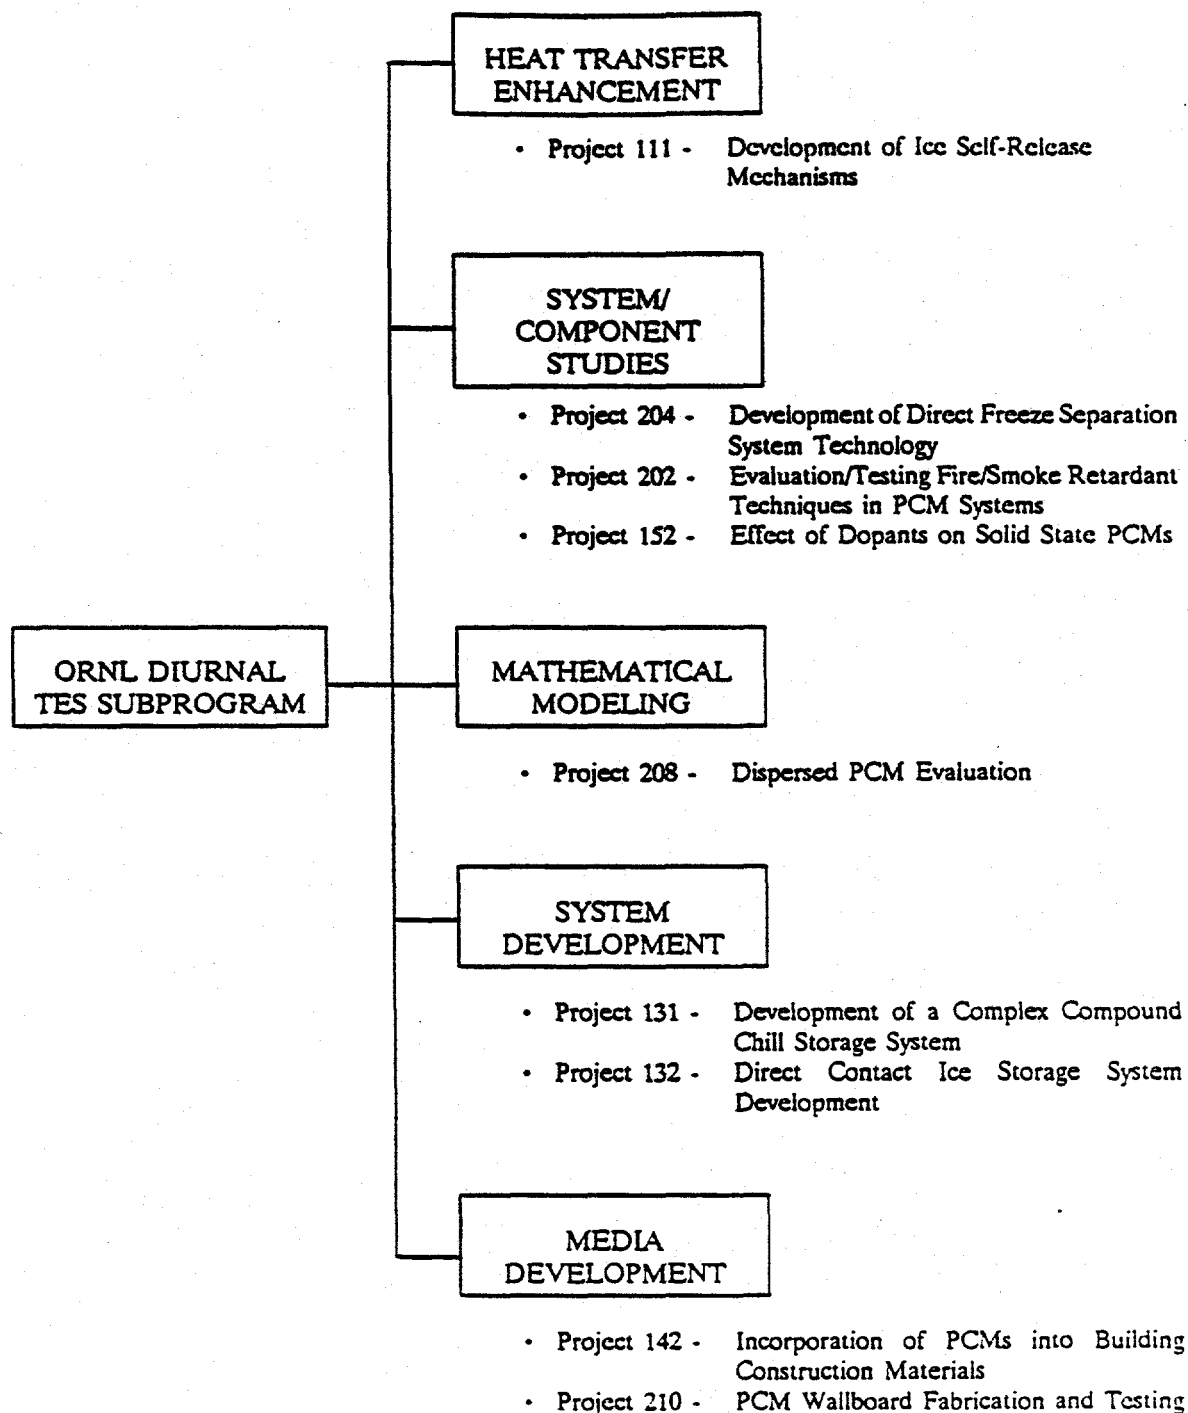 HEAT TRANSFER
ENHANCEMENT
• Project 111 - Development of Ice Self-Release
Mechanisms
SYSTEM/
COMPONENT
STUDIES
• Project 204 - Development of Direct Freeze Separation
System Technology
• Project 202 - Evaluation/Testing Fire/Smoke Retardant
Techniques in PCM Systems
• Project 152 - Effect of Dopants on Solid State PCMs
ORNL DIURNAL
TES SUBPROGRAM
MATHEMATICAL
MODELING
• Project 208 - Dispersed PCM Evaluation
SYSTEM
DEVELOPMENT
• Project 131 - Development of a Complex Compound
Chill Storage System
• Project 132 - Direct Contact Ice Storage System
Development
MEDIA
DEVELOPMENT
• Project 142 - Incorporation of PCMs into Building
Construction Materials
• Project 210 - PCM Wallboard Fabrication and Testing